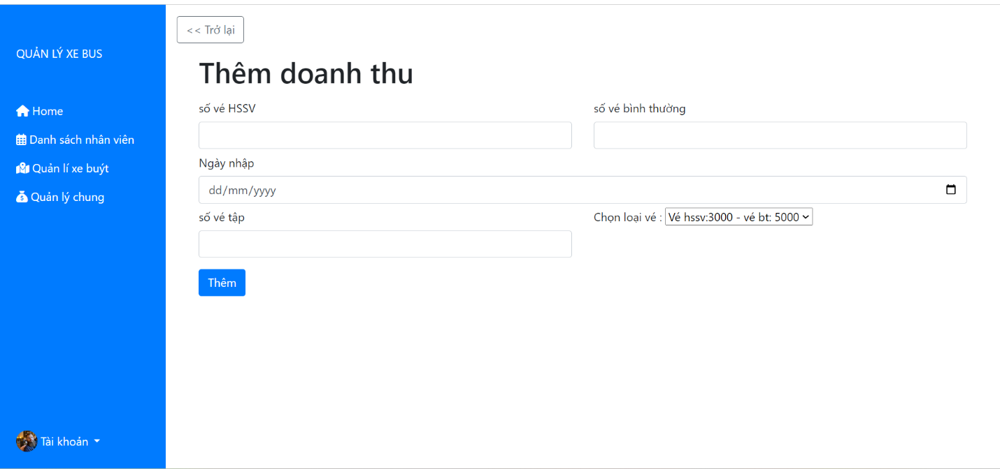 << Trở lại
QUẢN LÝ XE BUS
Thêm doanh thu
số vé HSSV
số vé bình thường
Home
Danh sách nhân viên
Ngày nhập
Quản lí xe buýt
dd/mm/yyyy
Quản lý chung
số vé tập
Chọn loại vé : Vé hssv:3000 - vé bt: 5000
Thêm
Tài khoản